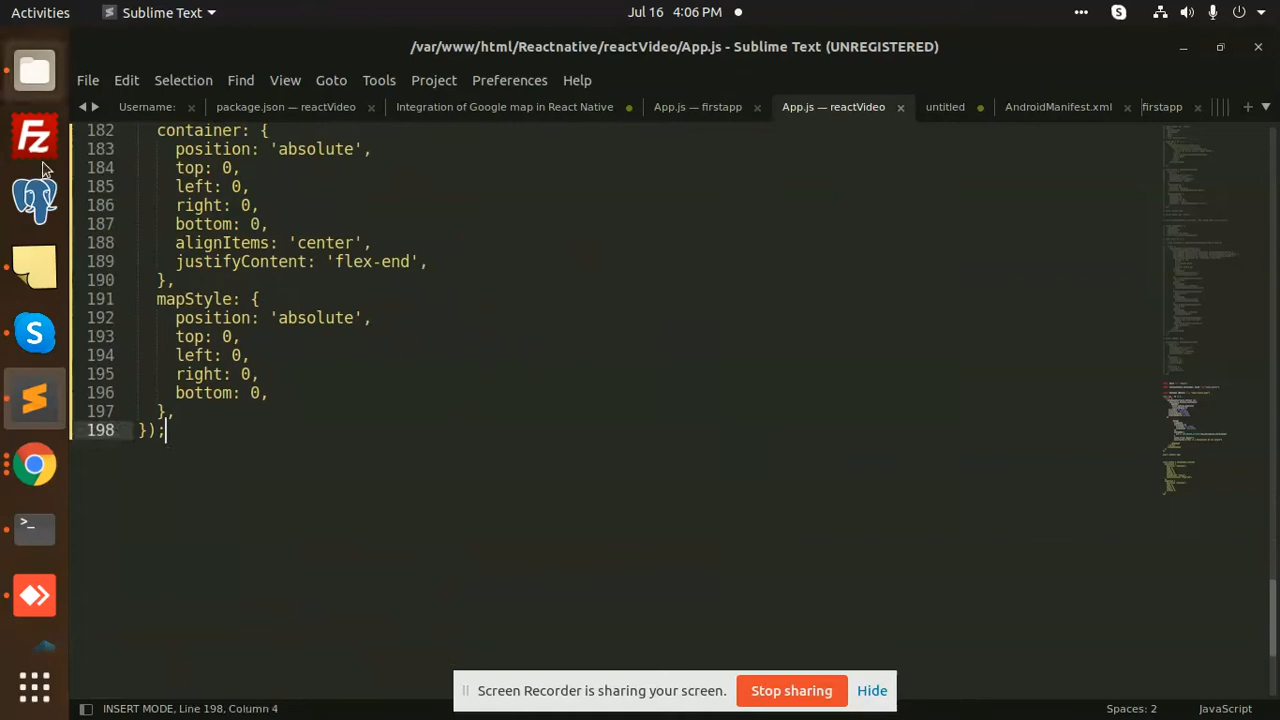 Activities
Sublime Text
Jul 16 4:06 PM
/var/www/html/Reactnative/reactVideo/App.js - Sublime Text (UNREGISTERED)
File Edit Selection Find View Goto Tools Project Preferences Help
Username: package.json — reactVideo Integration of Google map in React Native App.js — firstapp App.js — reactVideo untitled AndroidManifest.xml firstapp
182 container: {
183 position: 'absolute',
184 top: 0,
185 left: 0,
186 right: 0,
187 bottom: 0,
188 alignItems: 'center',
189 justifyContent: 'flex-end',
190 },
191 mapStyle: {
192 position: 'absolute',
193 top: 0,
194 left: 0,
195 right: 0,
196 bottom: 0,
197 },
198 });
Screen Recorder is sharing your screen. Stop sharing Hide
INSERT MODE, Line 198, Column 4 Spaces: 2 JavaScript